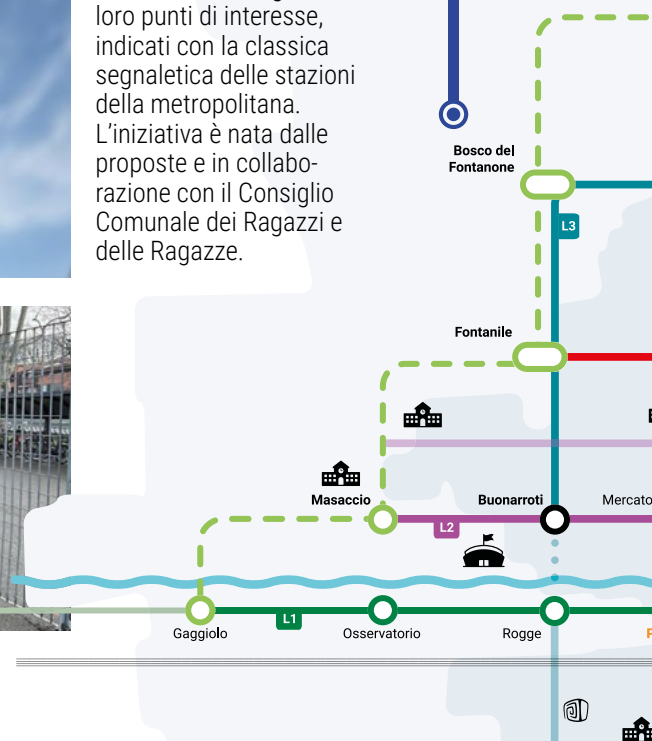 loro punti di interesse,
indicati con la classica
segnaletica delle stazioni
della metropolitana.
L'iniziativa è nata dalle
proposte e in collabo-
razione con il Consiglio
Comunale dei Ragazzi e
delle Ragazze.
Bosco del
Fontanone
L3
Fontanile
Masaccio
Buonarroti
Mercato
L2
L1
Gaggiolo
Osservatorio
Rogge